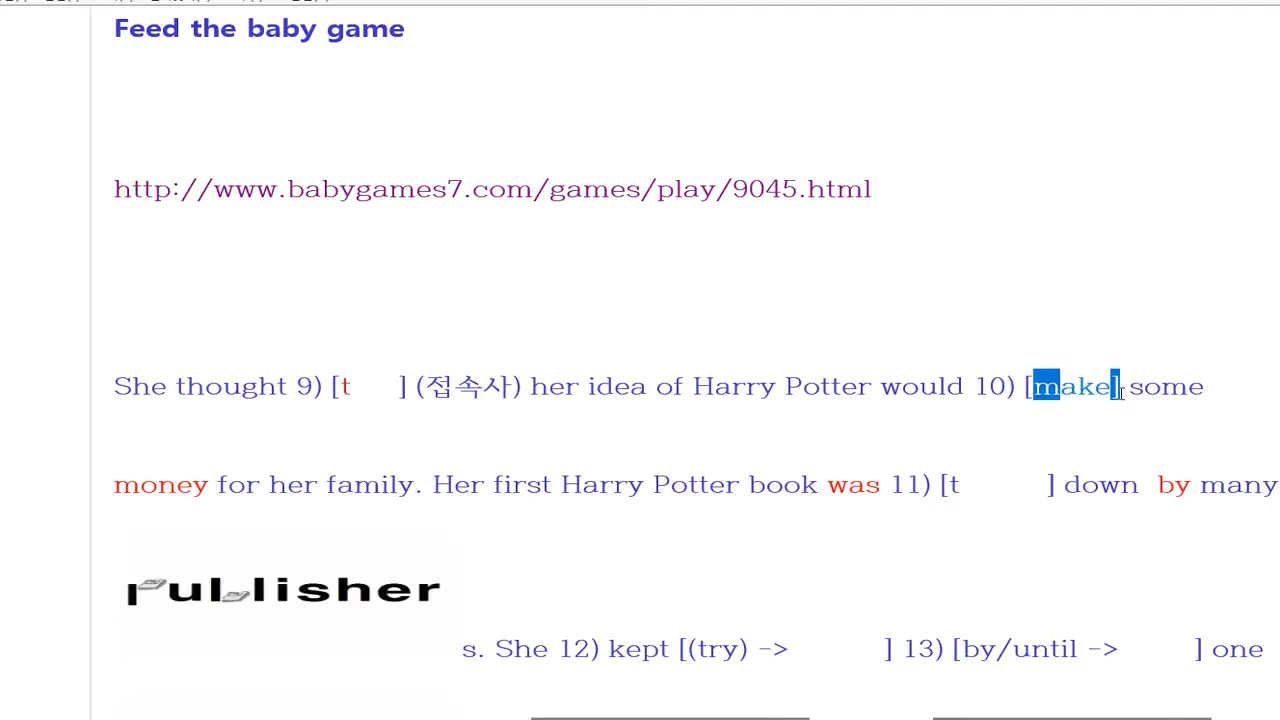 Feed the baby game
http://www.babygames7.com/games/play/9045.html
She thought 9) [t ] (접속사) her idea of Harry Potter would 10) [make] some
money for her family. Her first Harry Potter book was 11) [t ] down by many
publisher
s. She 12) kept [(try) -> ] 13) [by/until -> ] one